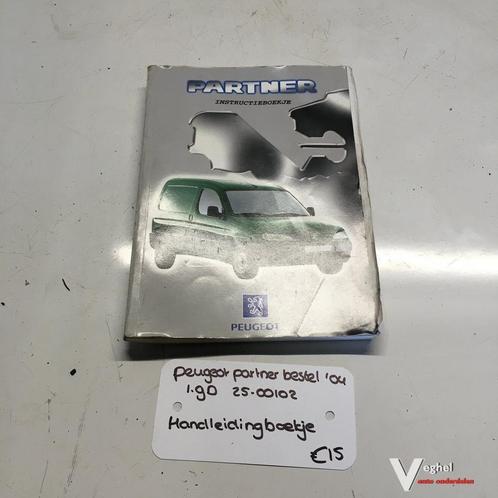 PARTNER
INSTRUCTIEBOEKJE
PEUGEOT
Peugeot partner bestel '04
1.9D 25-00102
Handleidingboekje
€15
Veghel
auto onderdelen